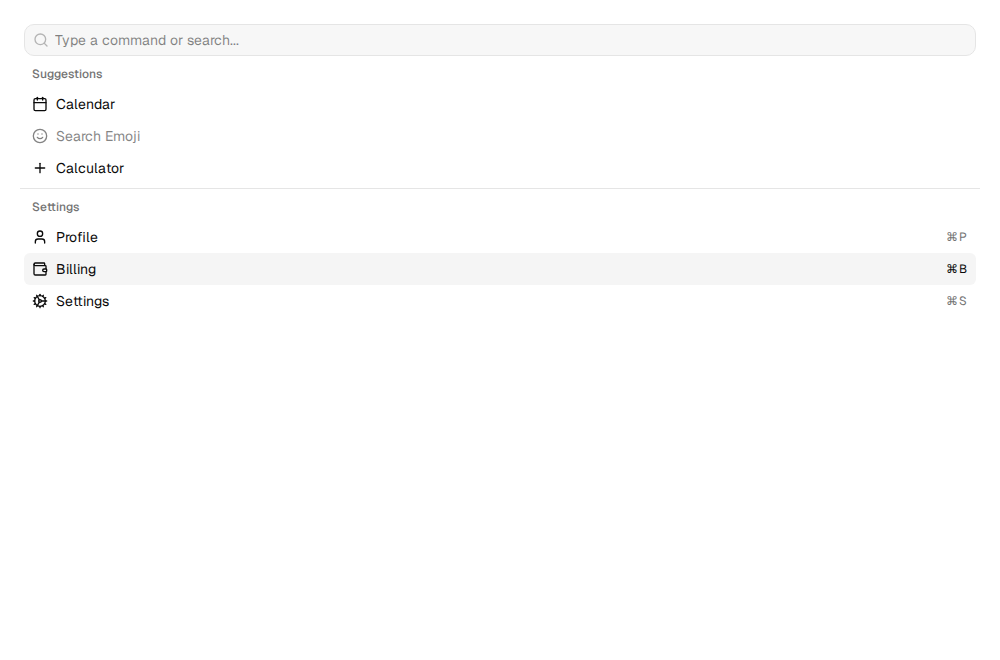 Type a command or search...
Suggestions
Calendar
Search Emoji
Calculator
Settings
Profile ⌘P
Billing ⌘B
Settings ⌘S